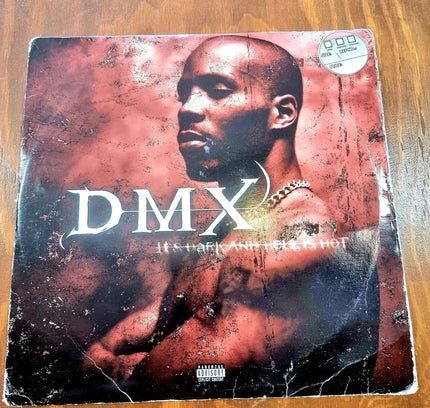 DMX
IT'S DARK AND HELL IS HOT
PARENTAL
ADVISORY
EXPLICIT CONTENT